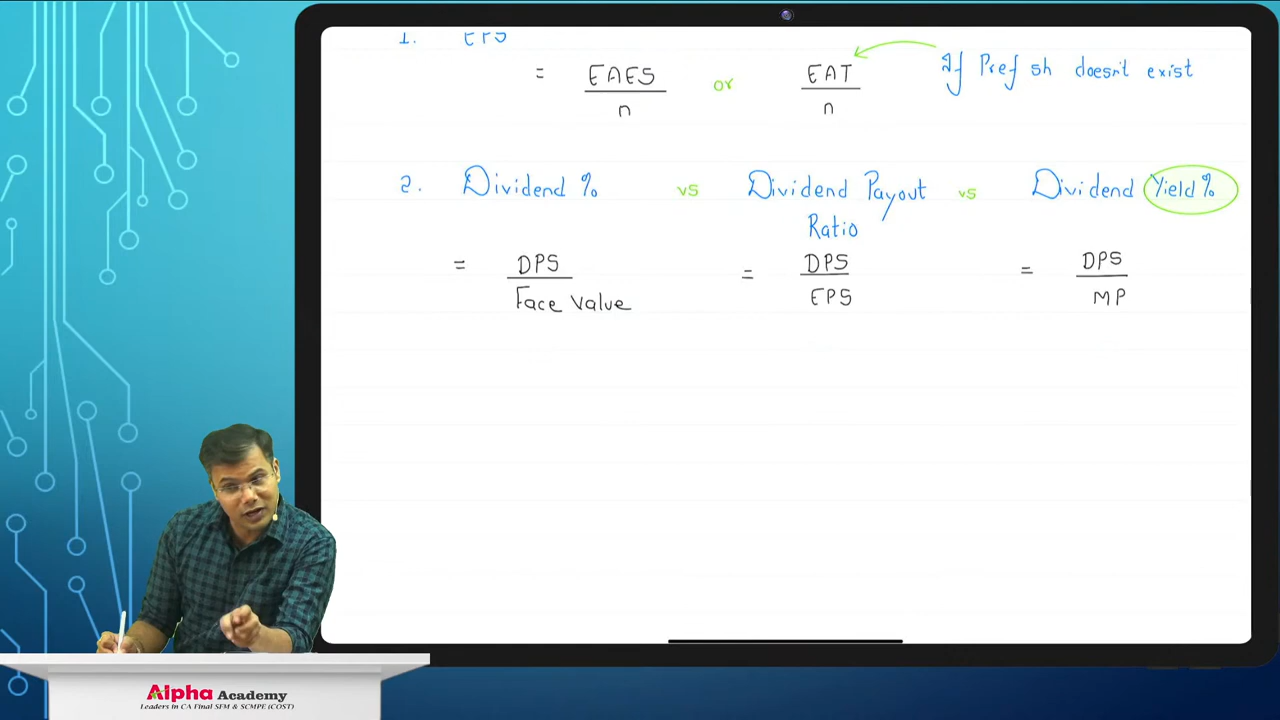 1. EPS
= EAES / n or EAT / n If Pref sh doesn't exist
2. Dividend % vs Dividend Payout Ratio vs Dividend Yield %
= DPS / Face Value = DPS / EPS = DPS / MP
Alpha Academy
Leaders in CA Final SFM & SCMPE (COST)